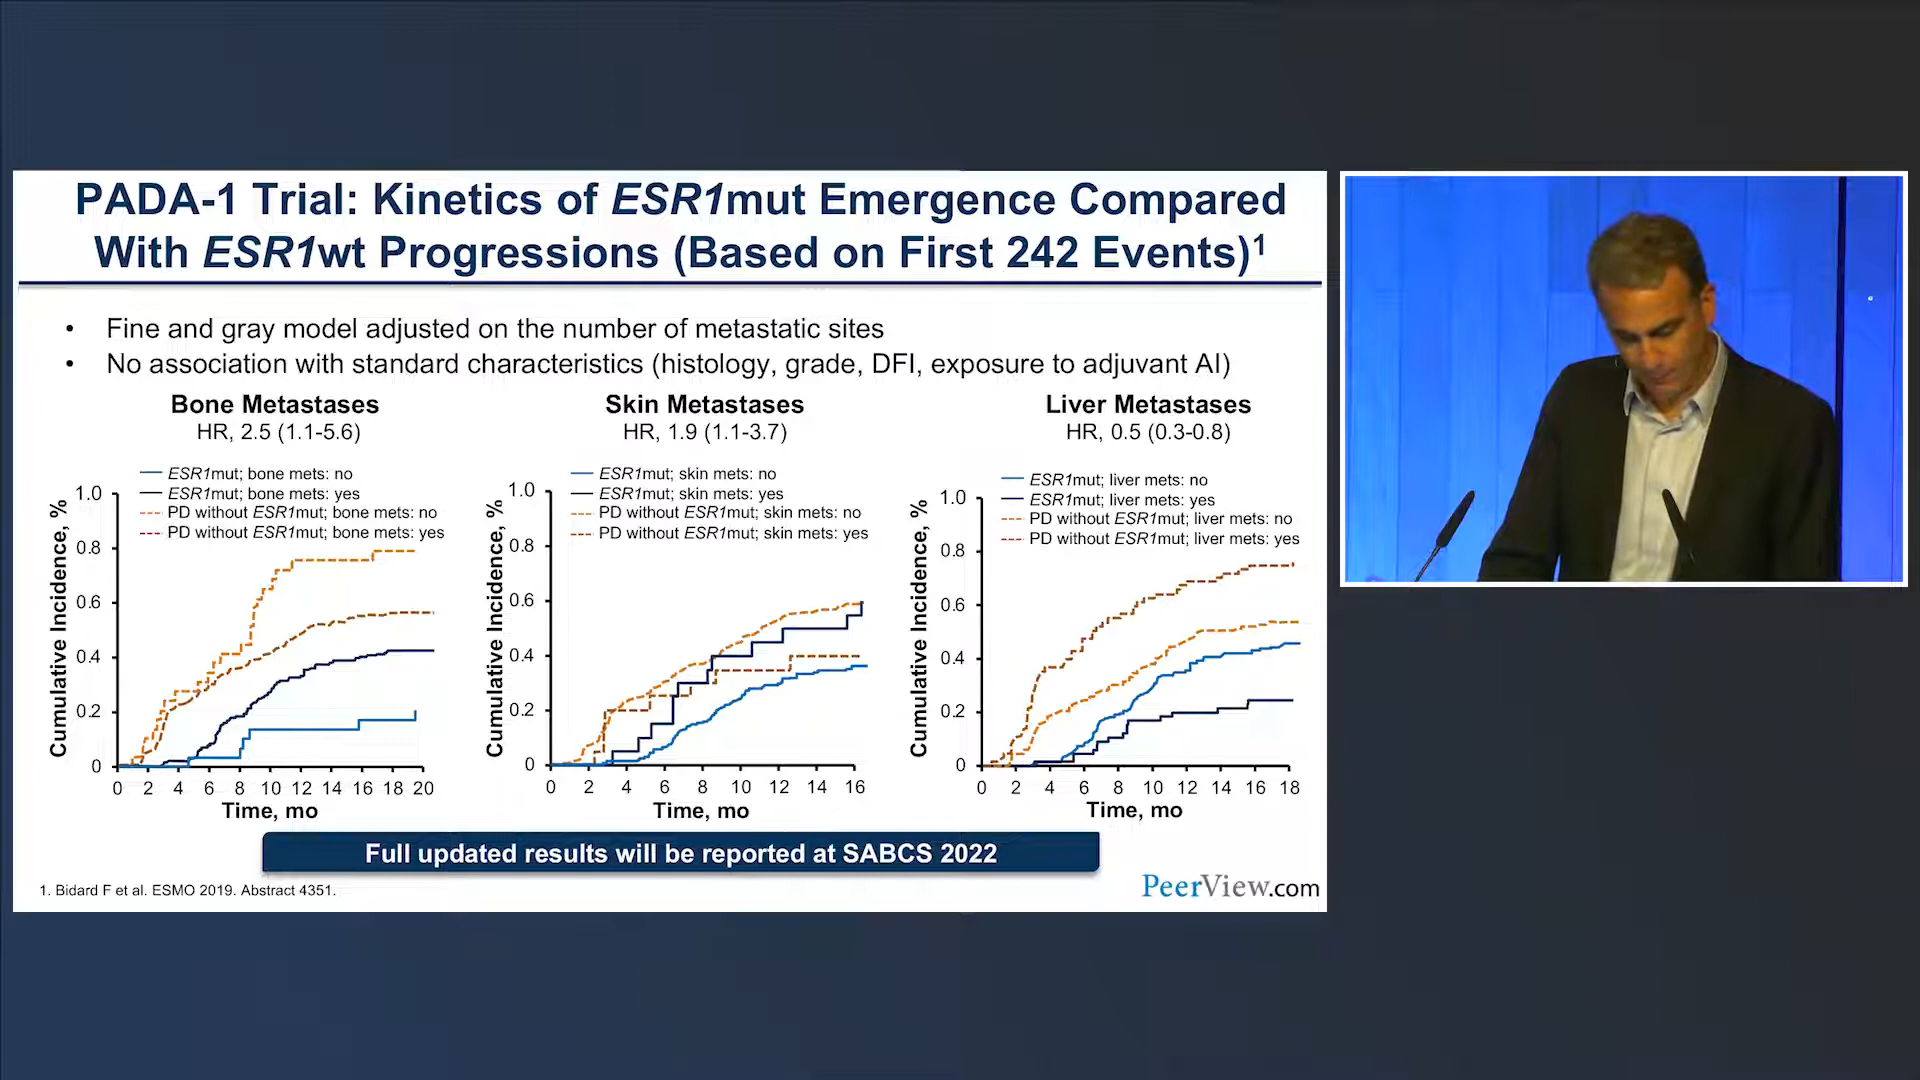 PADA-1 Trial: Kinetics of ESR1mut Emergence Compared
With ESR1wt Progressions (Based on First 242 Events)1
• Fine and gray model adjusted on the number of metastatic sites
• No association with standard characteristics (histology, grade, DFI, exposure to adjuvant AI)
Bone Metastases
HR, 2.5 (1.1-5.6)
ESR1mut; bone mets: no
ESR1mut; bone mets: yes
PD without ESR1mut; bone mets: no
PD without ESR1mut; bone mets: yes
Cumulative Incidence, %
1.0
0.8
0.6
0.4
0.2
0
0 2 4 6 8 10 12 14 16 18 20
Time, mo
Skin Metastases
HR, 1.9 (1.1-3.7)
ESR1mut; skin mets: no
ESR1mut; skin mets: yes
PD without ESR1mut; skin mets: no
PD without ESR1mut; skin mets: yes
Cumulative Incidence, %
1.0
0.8
0.6
0.4
0.2
0
0 2 4 6 8 10 12 14 16
Time, mo
Liver Metastases
HR, 0.5 (0.3-0.8)
ESR1mut; liver mets: no
ESR1mut; liver mets: yes
PD without ESR1mut; liver mets: no
PD without ESR1mut; liver mets: yes
Cumulative Incidence, %
1.0
0.8
0.6
0.4
0.2
0
0 2 4 6 8 10 12 14 16 18
Time, mo
Full updated results will be reported at SABCS 2022
1. Bidard F et al. ESMO 2019. Abstract 4351.
PeerView.com